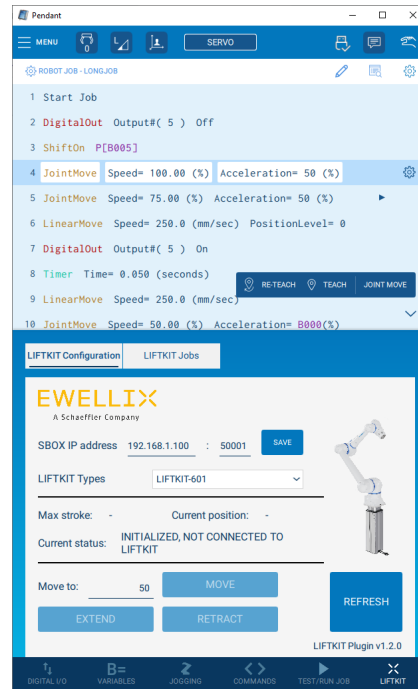 Pendant
MENU 0 SERVO
ROBOT JOB - LONGJOB
1 Start Job
2 DigitalOut Output#( 5 ) Off
3 ShiftOn P[B005]
4 JointMove Speed= 100.00 (%) Acceleration= 50 (%)
5 JointMove Speed= 75.00 (%) Acceleration= 50 (%)
6 LinearMove Speed= 250.0 (mm/sec) PositionLevel= 0
7 DigitalOut Output#( 5 ) On
8 Timer Time= 0.050 (seconds)
RE-TEACH TEACH JOINT MOVE
9 LinearMove Speed= 250.0 (mm/sec)
10 JointMove Speed= 50.00 (%) Acceleration= B000(%)
LIFTKIT Configuration LIFTKIT Jobs
EWELLIX
A Schaeffler Company
SBOX IP address 192.168.1.100 : 50001 SAVE
LIFTKIT Types LIFTKIT-601
Max stroke: - Current position: -
Current status: INITIALIZED, NOT CONNECTED TO
LIFTKIT
Move to: 50 MOVE
EXTEND RETRACT REFRESH
LIFTKIT Plugin v1.2.0
DIGITAL I/O VARIABLES JOGGING COMMANDS TEST/RUN JOB LIFTKIT